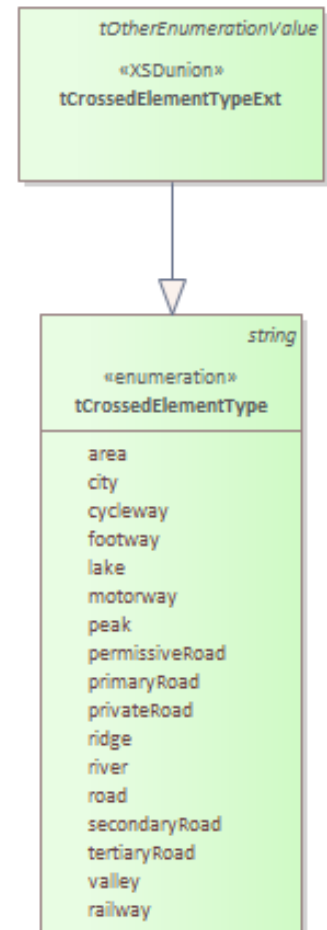 tOtherEnumerationValue
«XSDunion»
tCrossedElementTypeExt
string
«enumeration»
tCrossedElementType
area
city
cycleway
footway
lake
motorway
peak
permissiveRoad
primaryRoad
privateRoad
ridge
river
road
secondaryRoad
tertiaryRoad
valley
railway